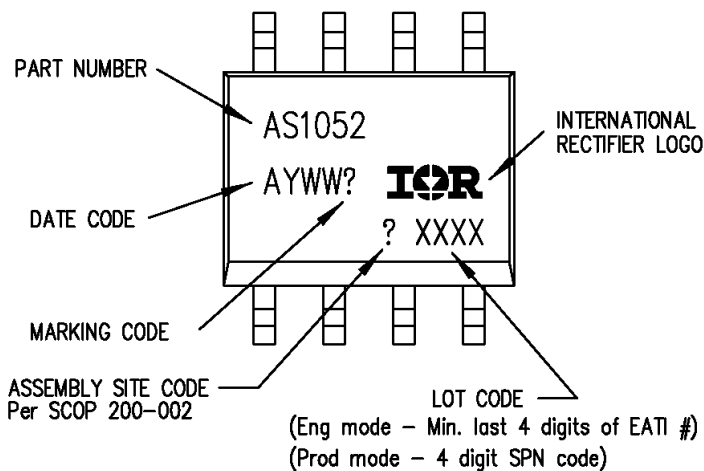 PART NUMBER
AS1052
INTERNATIONAL
RECTIFIER LOGO
AYWW?
IOR
DATE CODE
? XXXX
MARKING CODE
ASSEMBLY SITE CODE
Per SCOP 200-002
LOT CODE
(Eng mode - Min. last 4 digits of EATI #)
(Prod mode - 4 digit SPN code)